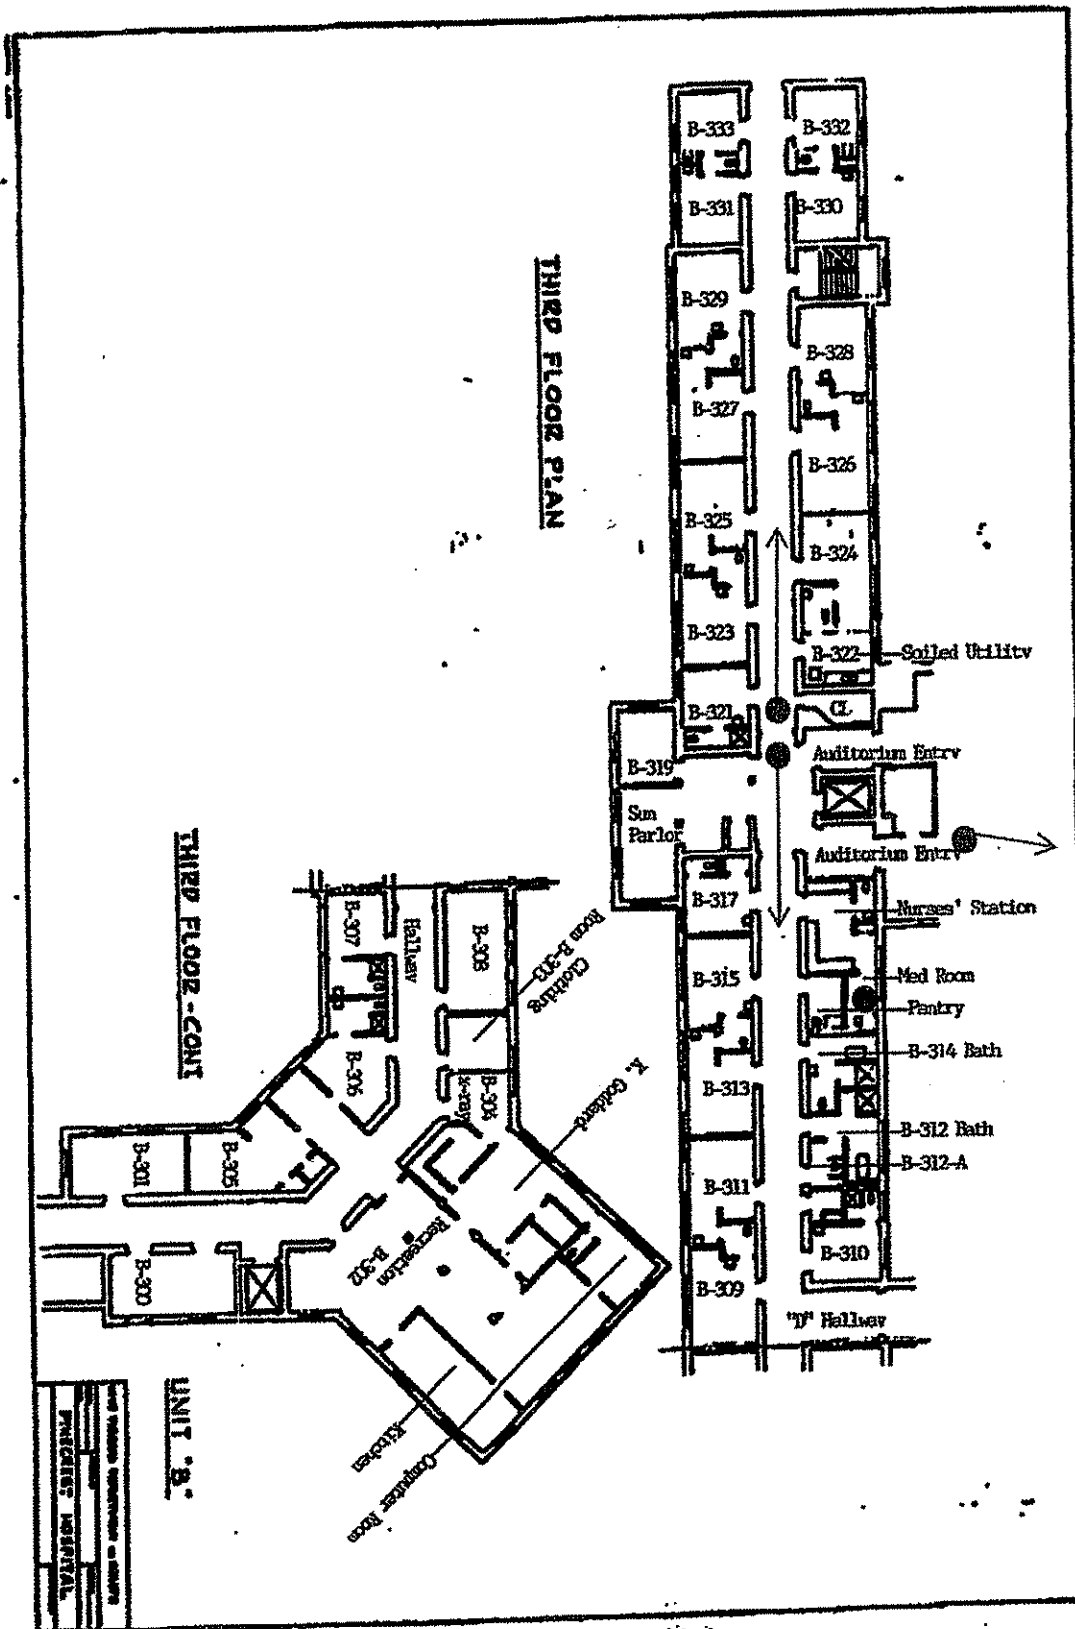 B-333
B-332
B-331
B-330
B-329
B-328
B-327
B-326
B-325
B-324
B-323
B-322
Soiled Utility
B-321
CL
Auditorium Entry
B-319
Sun
Parlor
Auditorium Entry
B-317
Nurses' Station
B-315
Med Room
Pantry
B-314 Bath
B-313
B-312 Bath
B-312-A
B-311
B-310
B-309
"D" Hallway
THIRD FLOOR PLAN
THIRD FLOOR - CONT
B-307
Hallway
B-308
Room B-303
Clothing
B-306
B-304
x-ray
K. Goddard
B-301
B-305
Recreation
B-302
B-300
Kitchen
Computer Room
UNIT "B"
PINECREST HOSPITAL